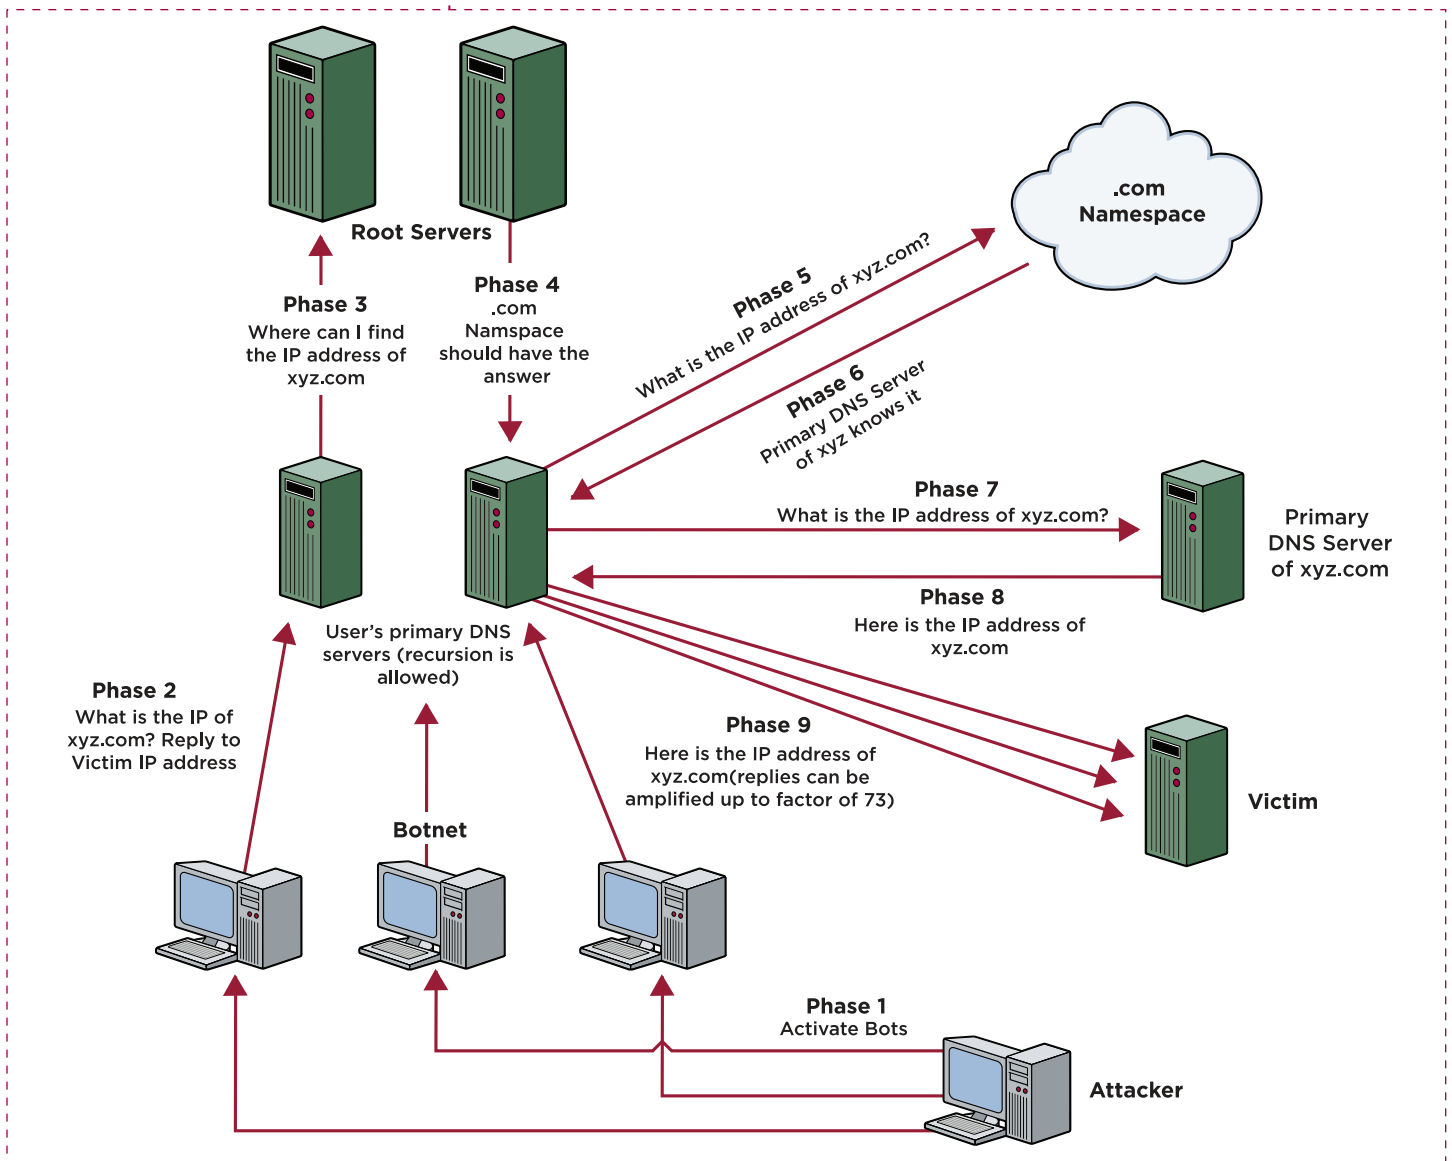 Root Servers
.com
Namespace
Phase 3
Where can I find
the IP address of
xyz.com
Phase 4
.com
Namspace
should have the
answer
Phase 5
What is the IP address of xyz.com?
Phase 6
Primary DNS Server
of xyz knows it
Phase 7
What is the IP address of xyz.com?
Primary
DNS Server
of xyz.com
Phase 8
Here is the IP address of
xyz.com
User's primary DNS
servers (recursion is
allowed)
Phase 2
What is the IP of
xyz.com? Reply to
Victim IP address
Phase 9
Here is the IP address of
xyz.com(replies can be
amplified up to factor of 73)
Victim
Botnet
Phase 1
Activate Bots
Attacker